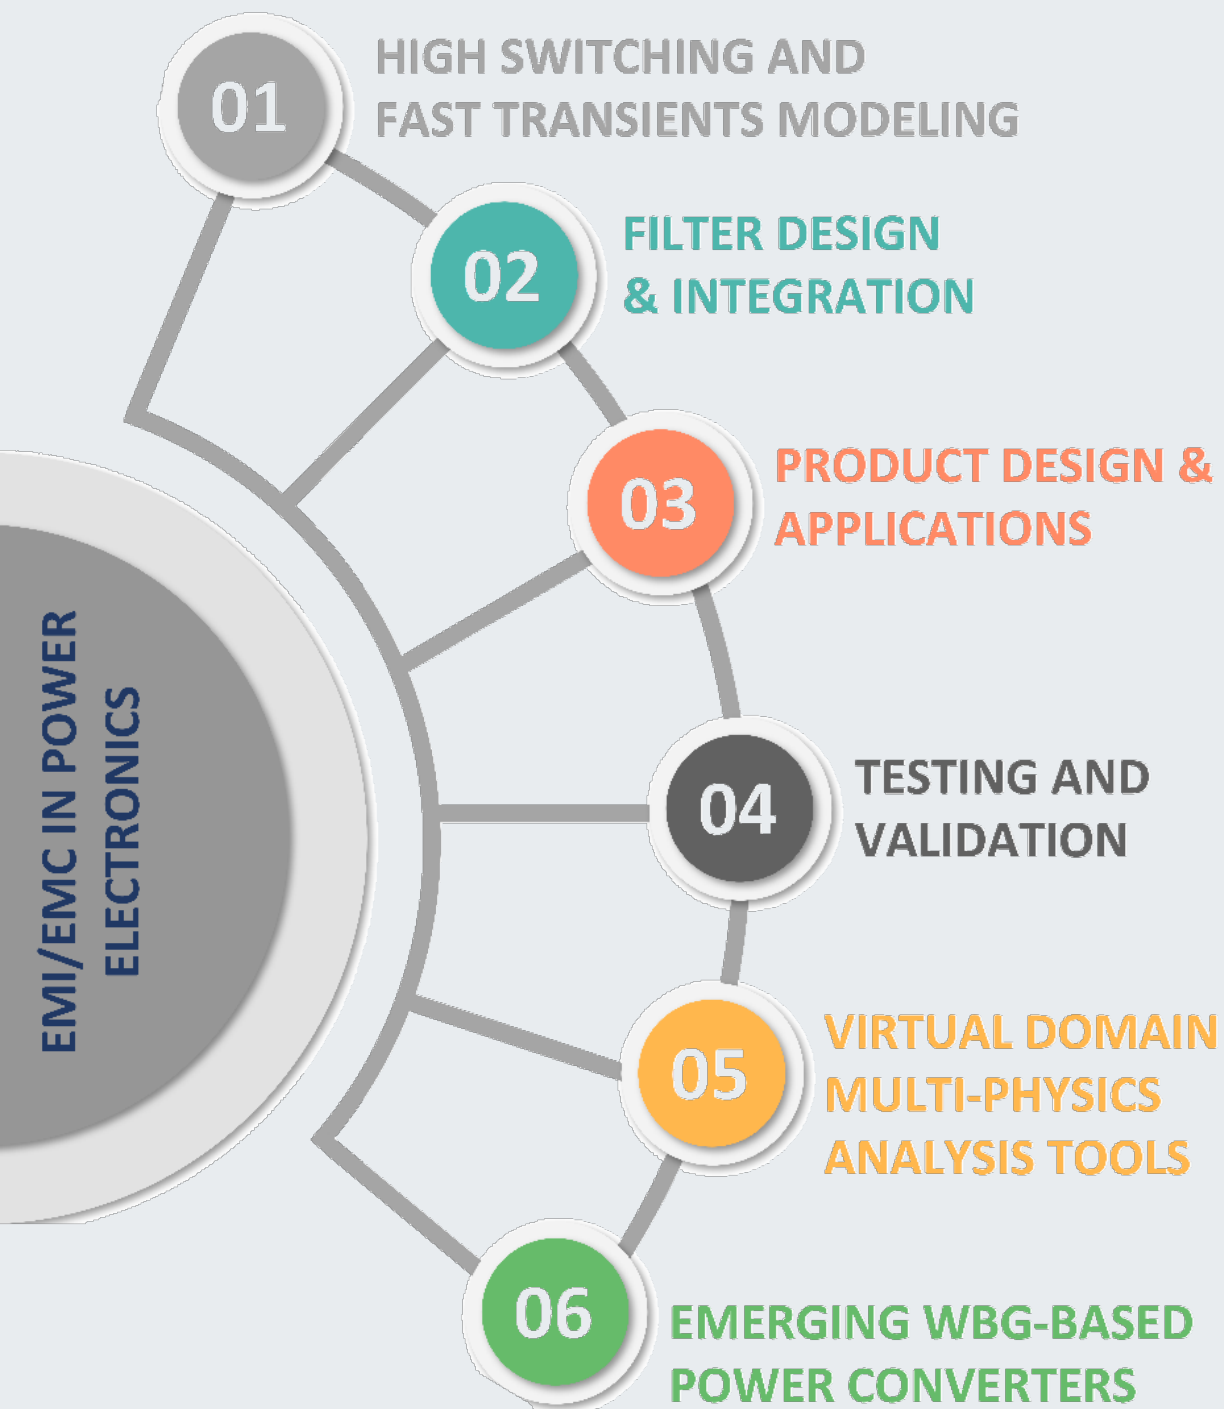 01
HIGH SWITCHING AND
FAST TRANSIENTS MODELING
02
FILTER DESIGN
& INTEGRATION
03
PRODUCT DESIGN &
APPLICATIONS
EMI/EMC IN POWER
ELECTRONICS
04
TESTING AND
VALIDATION
05
VIRTUAL DOMAIN
MULTI-PHYSICS
ANALYSIS TOOLS
06
EMERGING WBG-BASED
POWER CONVERTERS